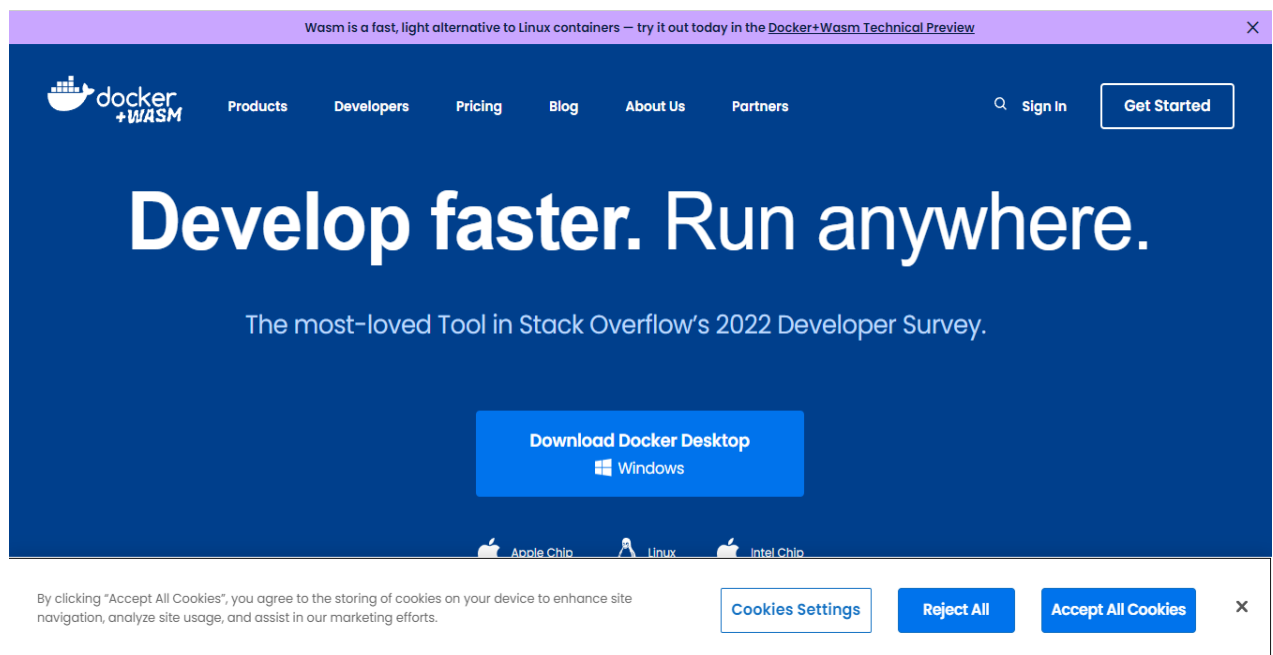 Wasm is a fast, light alternative to Linux containers — try it out today in the Docker+Wasm Technical Preview
docker
+WASM
Products Developers Pricing Blog About Us Partners Sign In Get Started
Develop faster. Run anywhere.
The most-loved Tool in Stack Overflow’s 2022 Developer Survey.
Download Docker Desktop
Windows
Apple Chip Linux Intel Chip
By clicking “Accept All Cookies”, you agree to the storing of cookies on your device to enhance site
navigation, analyze site usage, and assist in our marketing efforts.
Cookies Settings Reject All Accept All Cookies